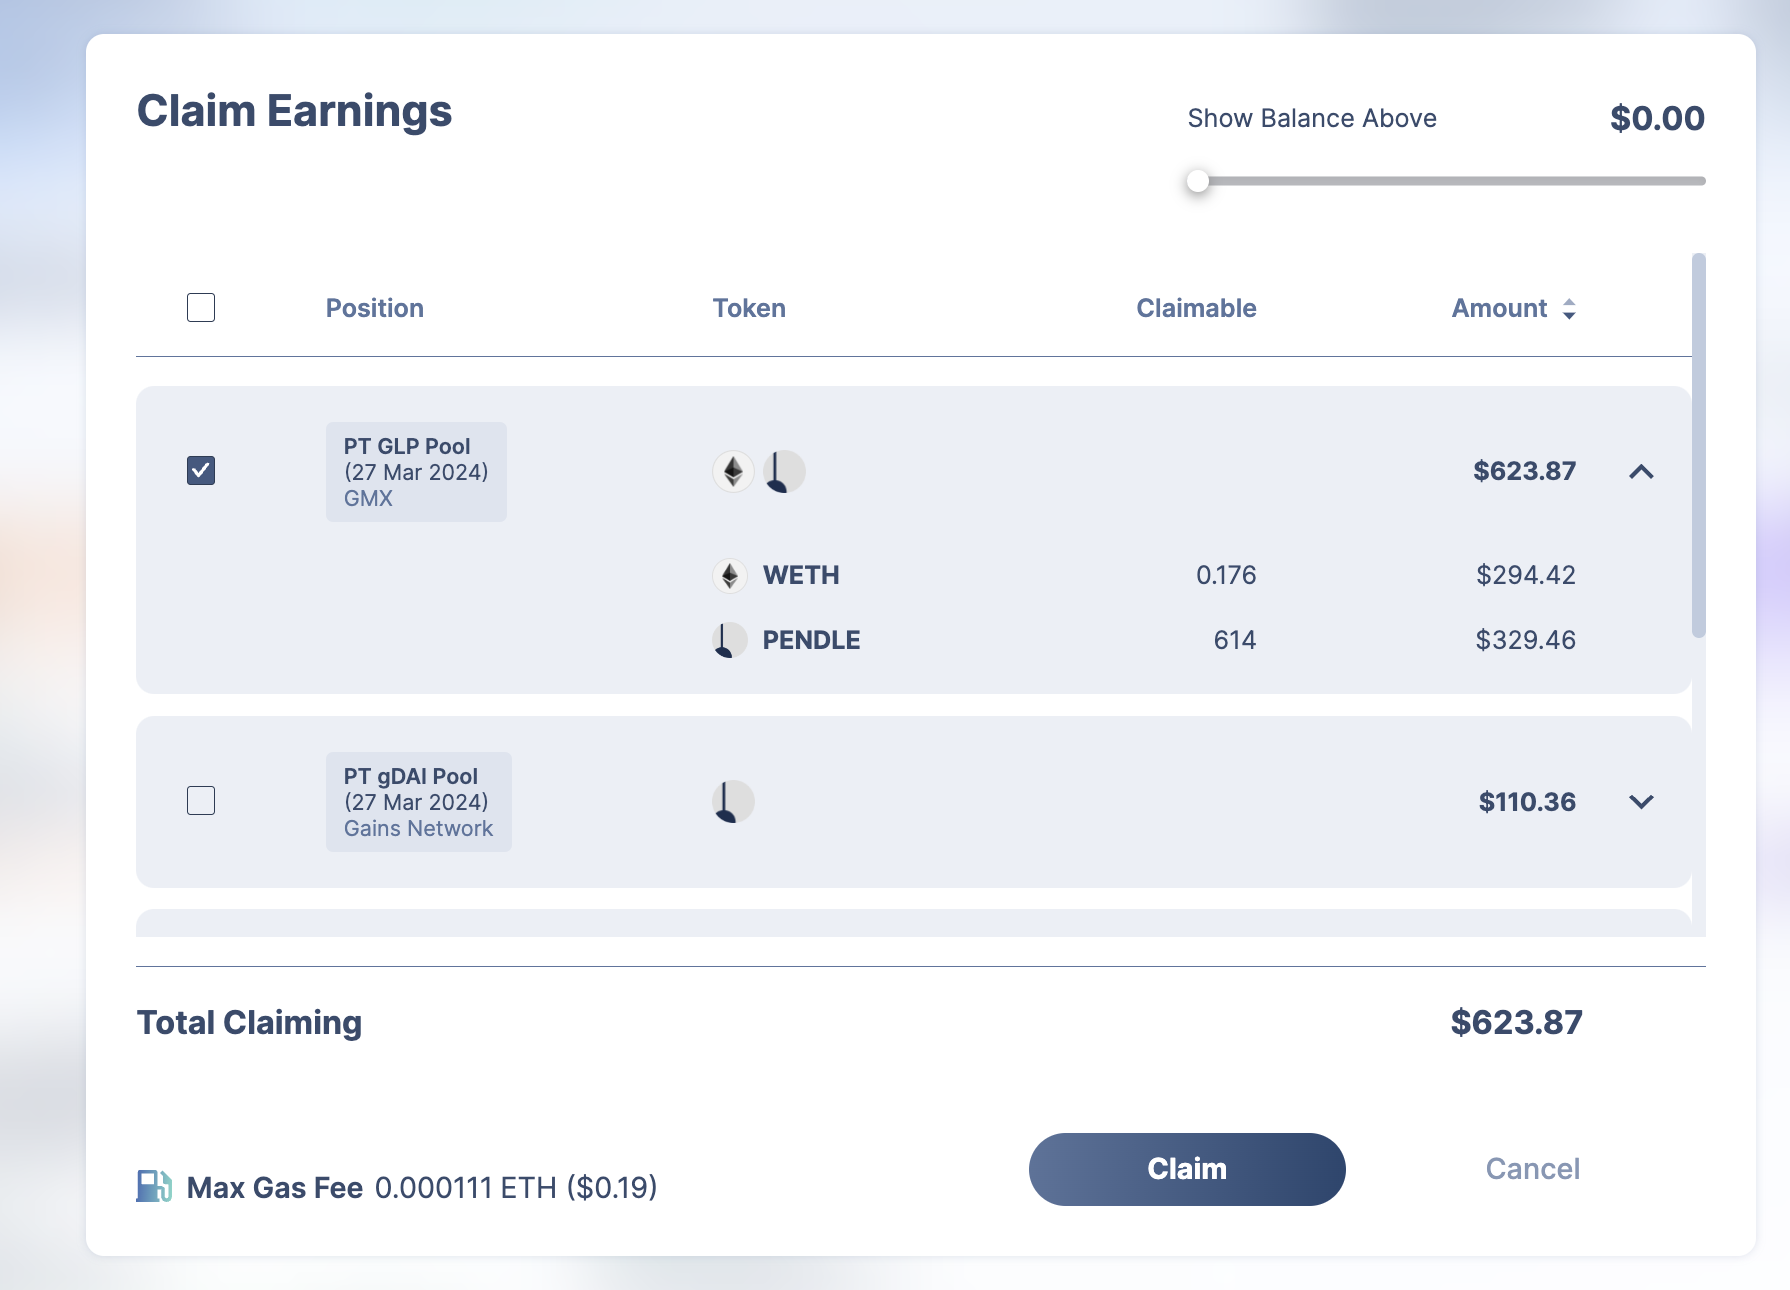 Claim Earnings
Show Balance Above $0.00
Position Token Claimable Amount
PT GLP Pool
(27 Mar 2024)
GMX
$623.87
WETH 0.176 $294.42
PENDLE 614 $329.46
PT gDAI Pool
(27 Mar 2024)
Gains Network
$110.36
Total Claiming $623.87
Max Gas Fee 0.000111 ETH ($0.19)
Claim
Cancel